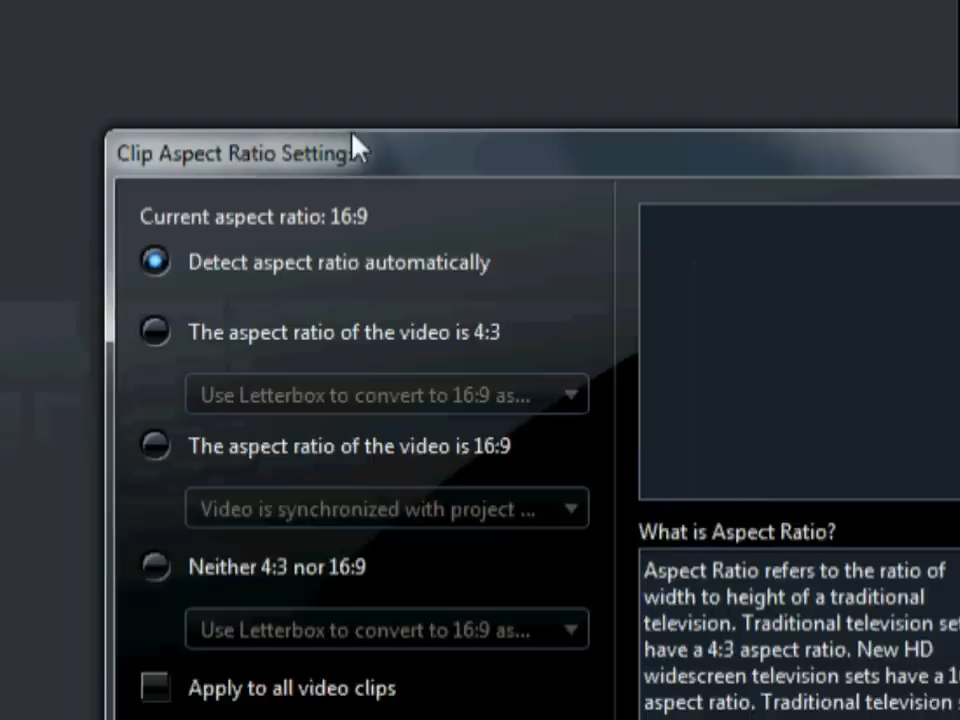 Clip Aspect Ratio Settings
Current aspect ratio: 16:9
Detect aspect ratio automatically
The aspect ratio of the video is 4:3
Use Letterbox to convert to 16:9 as...
The aspect ratio of the video is 16:9
Video is synchronized with project ...
Neither 4:3 nor 16:9
Use Letterbox to convert to 16:9 as...
Apply to all video clips
What is Aspect Ratio?
Aspect Ratio refers to the ratio of
width to height of a traditional
television. Traditional television
have a 4:3 aspect ratio. New HD
widescreen television sets have a
aspect ratio. Traditional television